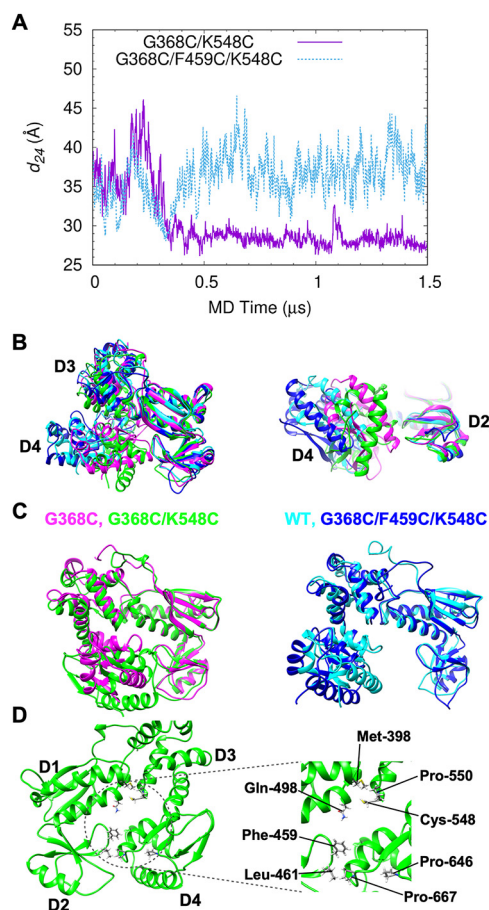 A
G368C/K548C
G368C/F459C/K548C
55
50
45
40
35
30
25
d24 (Å)
0 0.5 1 1.5
MD Time (μs)
B
D3
D4
D4
D2
C
G368C, G368C/K548C
WT, G368C/F459C/K548C
D
D1
D3
D2
D4
Met-398
Pro-550
Gln-498
Cys-548
Phe-459
Leu-461
Pro-646
Pro-667